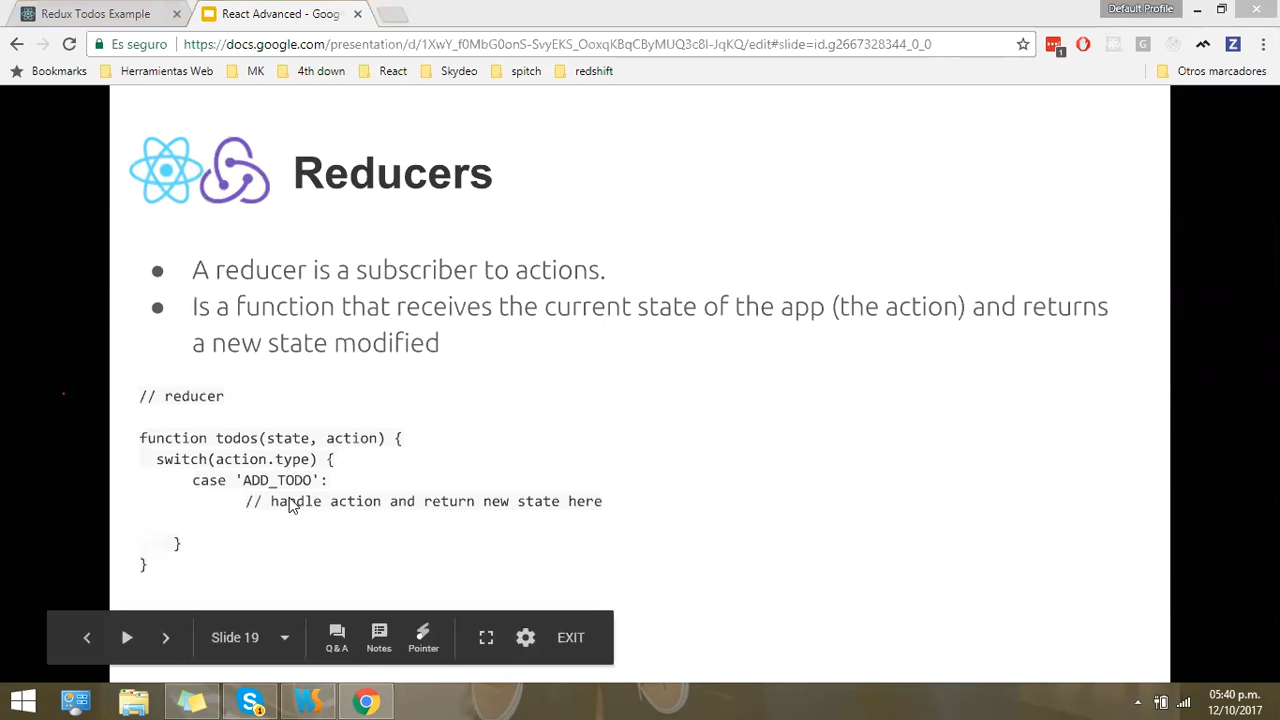 Redux Todos Example
React Advanced - Goog
Default Profile
Es seguro
https://docs.google.com/presentation/d/1XwY_f0MbG0onS-SvyEKS_OoxqKBqCByMUQ3c8I-JqKQ/edit#slide=id.g2667328344_0_0
1
G
Z
Bookmarks
Herramientas Web
MK
4th down
React
Skydeo
spitch
redshift
Otros marcadores
Reducers
● A reducer is a subscriber to actions.
● Is a function that receives the current state of the app (the action) and returns
a new state modified
// reducer
function todos(state, action) {
switch(action.type) {
case 'ADD_TODO':
// handle action and return new state here
}
}
Slide 19
Q & A
Notes
Pointer
EXIT
05:40 p.m.
12/10/2017